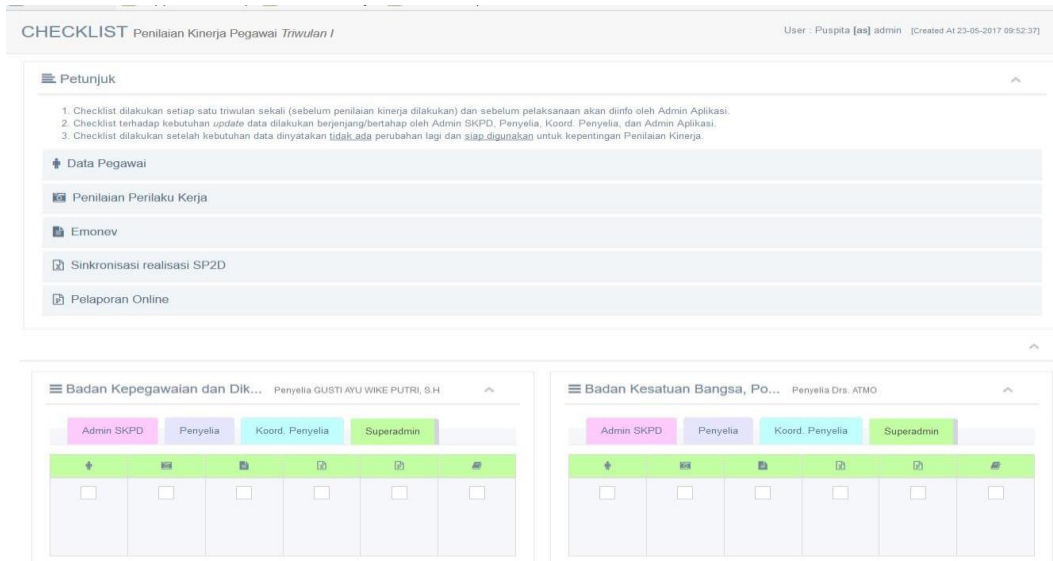 CHECKLIST Penilaian Kinerja Pegawai Triwulan I
User : Puspita [as] admin [Created At 23-05-2017 09:52:37]
Petunjuk
1. Checklist dilakukan setiap satu triwulan sekali (sebelum penilaian kinerja dilakukan) dan sebelum pelaksanaan akan diinfo oleh Admin Aplikasi.
2. Checklist terhadap kebutuhan update data dilakukan berjenjang/bertahap oleh Admin SKPD, Penyelia, Koord. Penyelia, dan Admin Aplikasi.
3. Checklist dilakukan setelah kebutuhan data dinyatakan tidak ada perubahan lagi dan siap digunakan untuk kepentingan Penilaian Kinerja.
Data Pegawai
Penilaian Perilaku Kerja
Emonev
Sinkronisasi realisasi SP2D
Pelaporan Online
Badan Kepegawaian dan Dik... Penyelia GUSTI AYU WIKE PUTRI, S.H
Admin SKPD Penyelia Koord. Penyelia Superadmin
Badan Kesatuan Bangsa, Po... Penyelia Drs. ATMO
Admin SKPD Penyelia Koord. Penyelia Superadmin